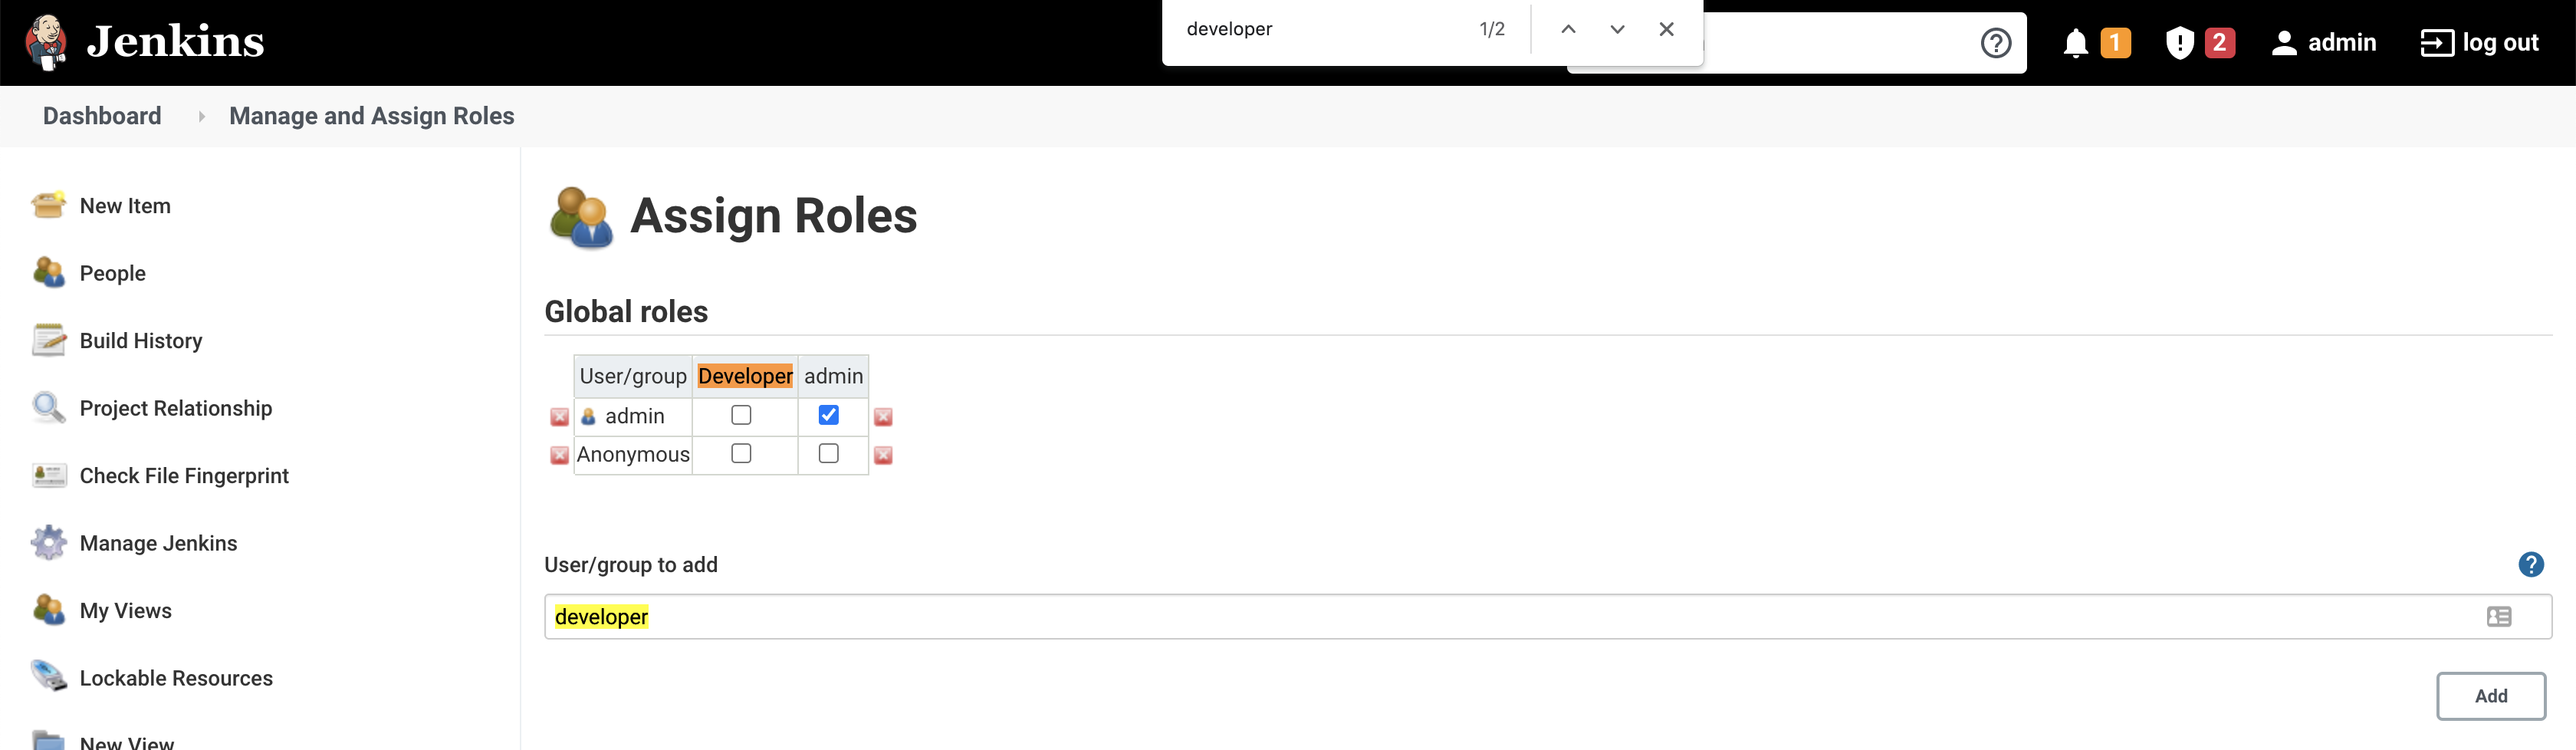 Jenkins
developer 1/2
1
2
admin
log out
Dashboard
Manage and Assign Roles
New Item
People
Build History
Project Relationship
Check File Fingerprint
Manage Jenkins
My Views
Lockable Resources
New View
Assign Roles
Global roles
User/group Developer admin
admin
Anonymous
User/group to add
?
developer
Add